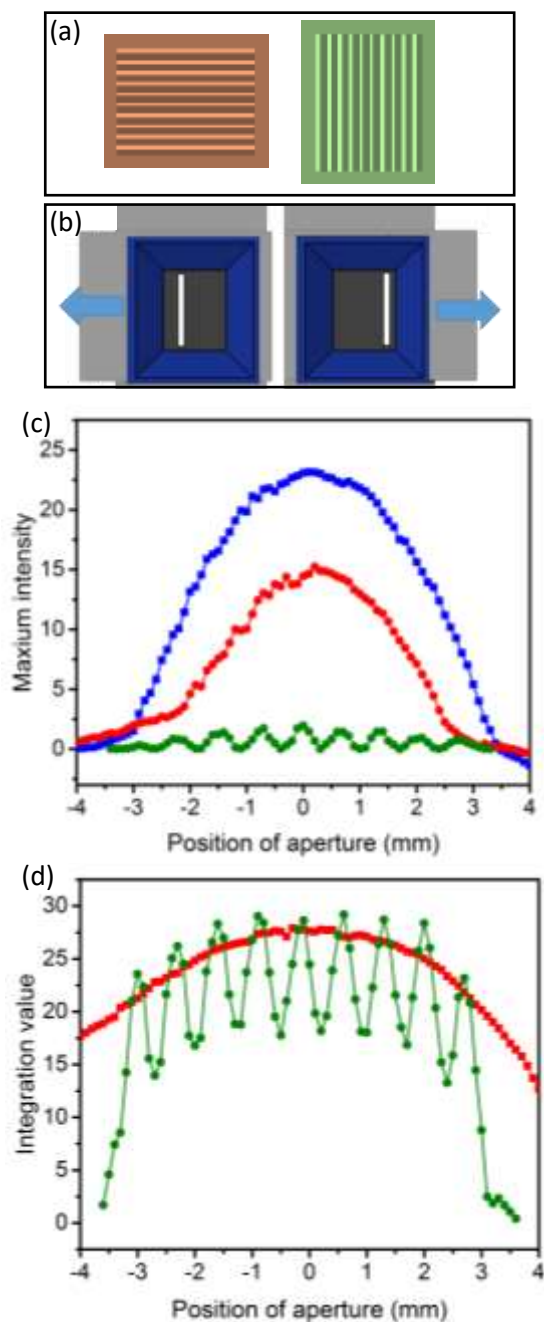 (a)
(b)
(c)
25
20
15
10
5
0
Maxium intensity
-4 -3 -2 -1 0 1 2 3 4
Position of aperture (mm)
(d)
30
25
20
15
10
5
0
Integration value
-4 -3 -2 -1 0 1 2 3 4
Position of aperture (mm)